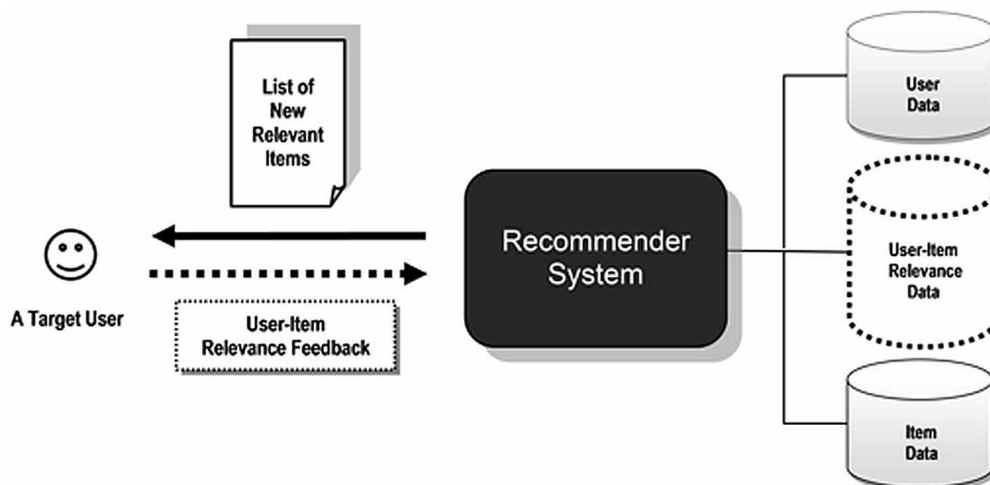 List of
New
Relevant
Items
A Target User
User-Item
Relevance Feedback
Recommender
System
User
Data
User-Item
Relevance
Data
Item
Data